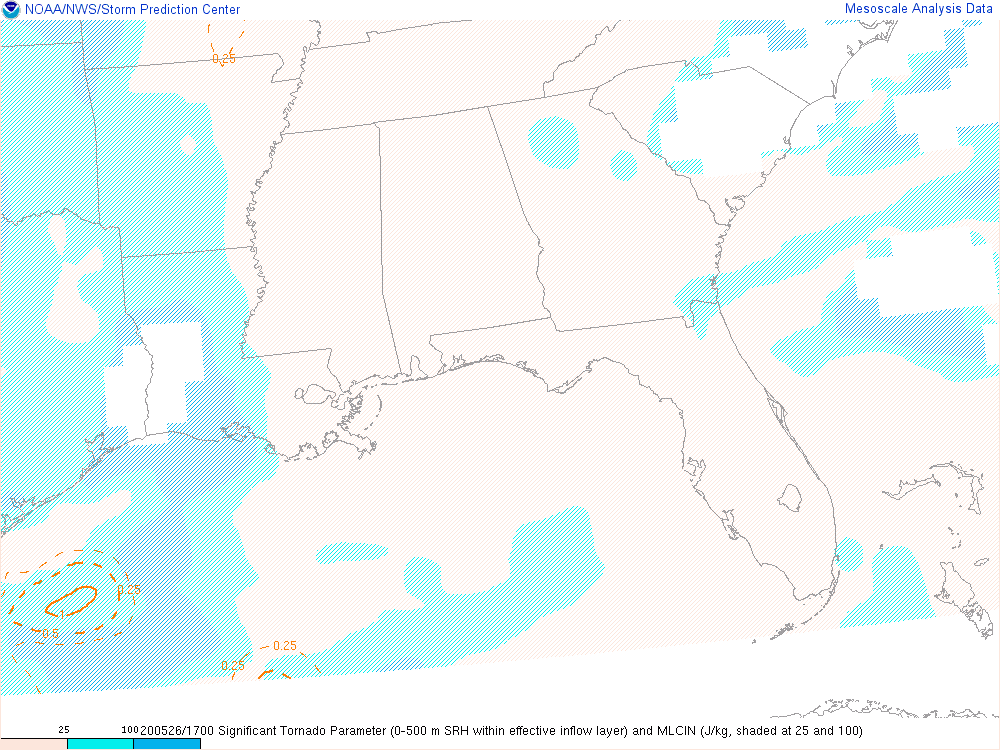 NOAA/NWS/Storm Prediction Center
Mesoscale Analysis Data
0.25
0.25
1
0.5
0.25
0.25
25
100
200526/1700 Significant Tornado Parameter (0-500 m SRH within effective inflow layer) and MLCIN (J/kg, shaded at 25 and 100)